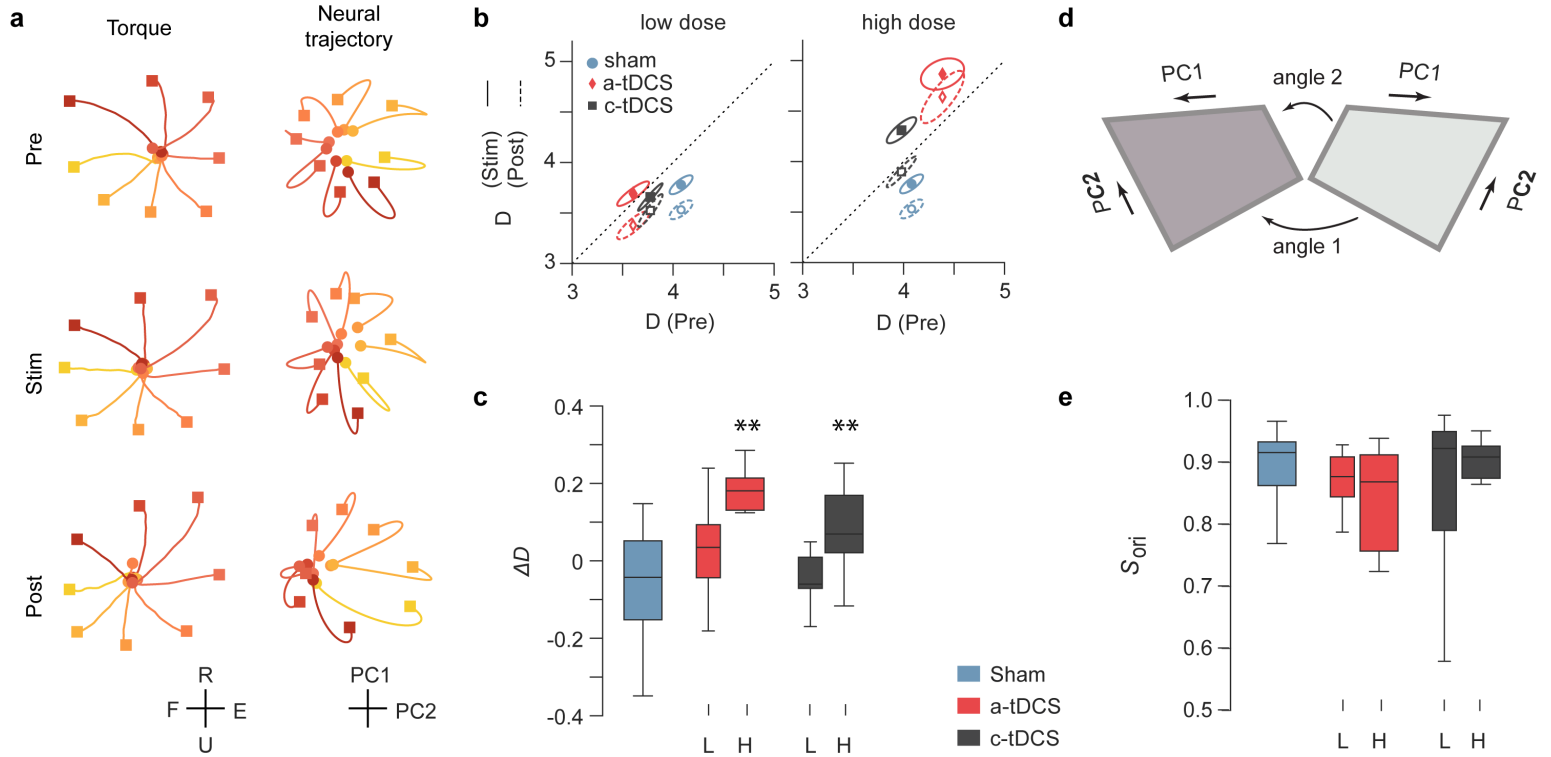 a
Torque
Neural
trajectory
Pre
Stim
Post
R
F
E
U
PC1
PC2
b
low dose
high dose
sham
a-tDCS
c-tDCS
D (Stim)
(Post)
5
4
3
3
4
5
D (Pre)
3
4
5
D (Pre)
c
ΔD
0.4
0.2
0
-0.2
-0.4
**
**
L
H
L
H
Sham
a-tDCS
c-tDCS
d
PC1
angle 2
PC1
PC2
PC2
angle 1
e
Sori
1.0
0.9
0.8
0.7
0.6
0.5
L
H
L
H